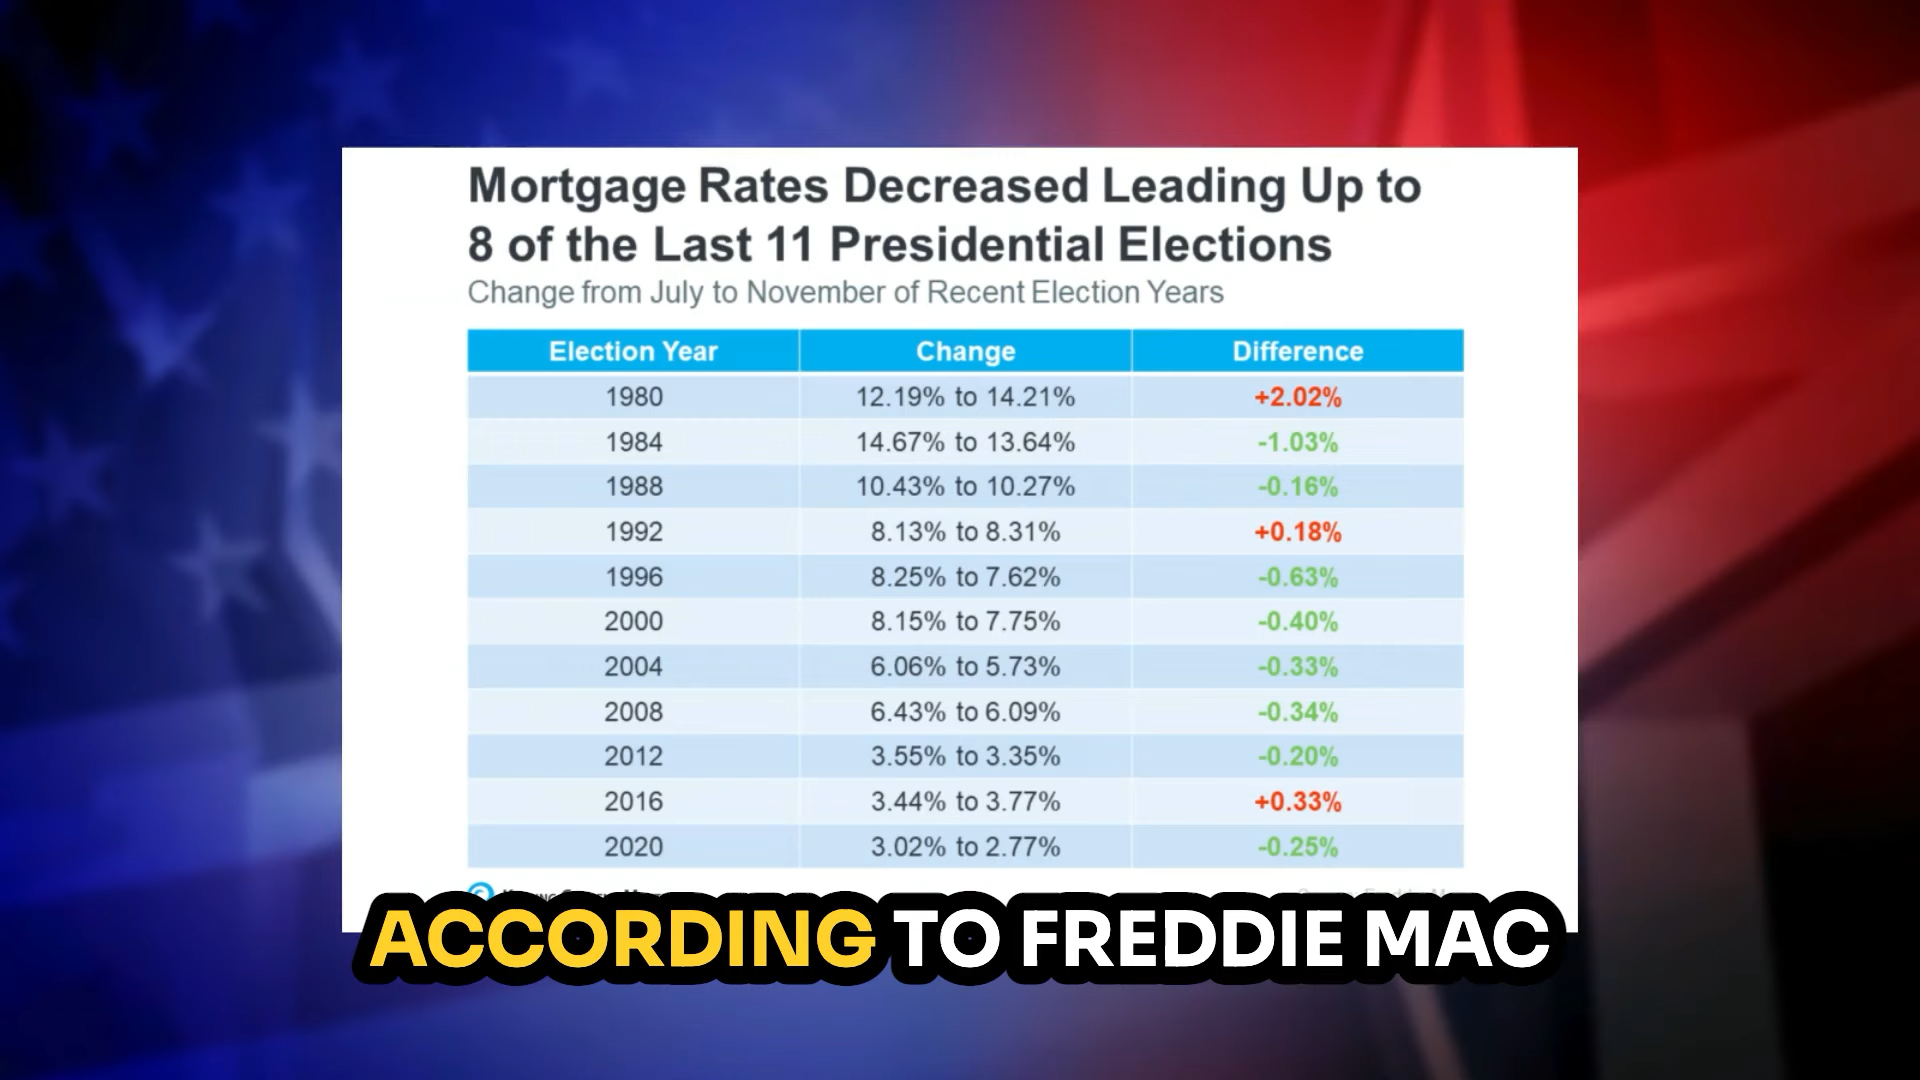 Mortgage Rates Decreased Leading Up to
8 of the Last 11 Presidential Elections
Change from July to November of Recent Election Years
Election Year Change Difference
1980 12.19% to 14.21% +2.02%
1984 14.67% to 13.64% -1.03%
1988 10.43% to 10.27% -0.16%
1992 8.13% to 8.31% +0.18%
1996 8.25% to 7.62% -0.63%
2000 8.15% to 7.75% -0.40%
2004 6.06% to 5.73% -0.33%
2008 6.43% to 6.09% -0.34%
2012 3.55% to 3.35% -0.20%
2016 3.44% to 3.77% +0.33%
2020 3.02% to 2.77% -0.25%
ACCORDING TO FREDDIE MAC